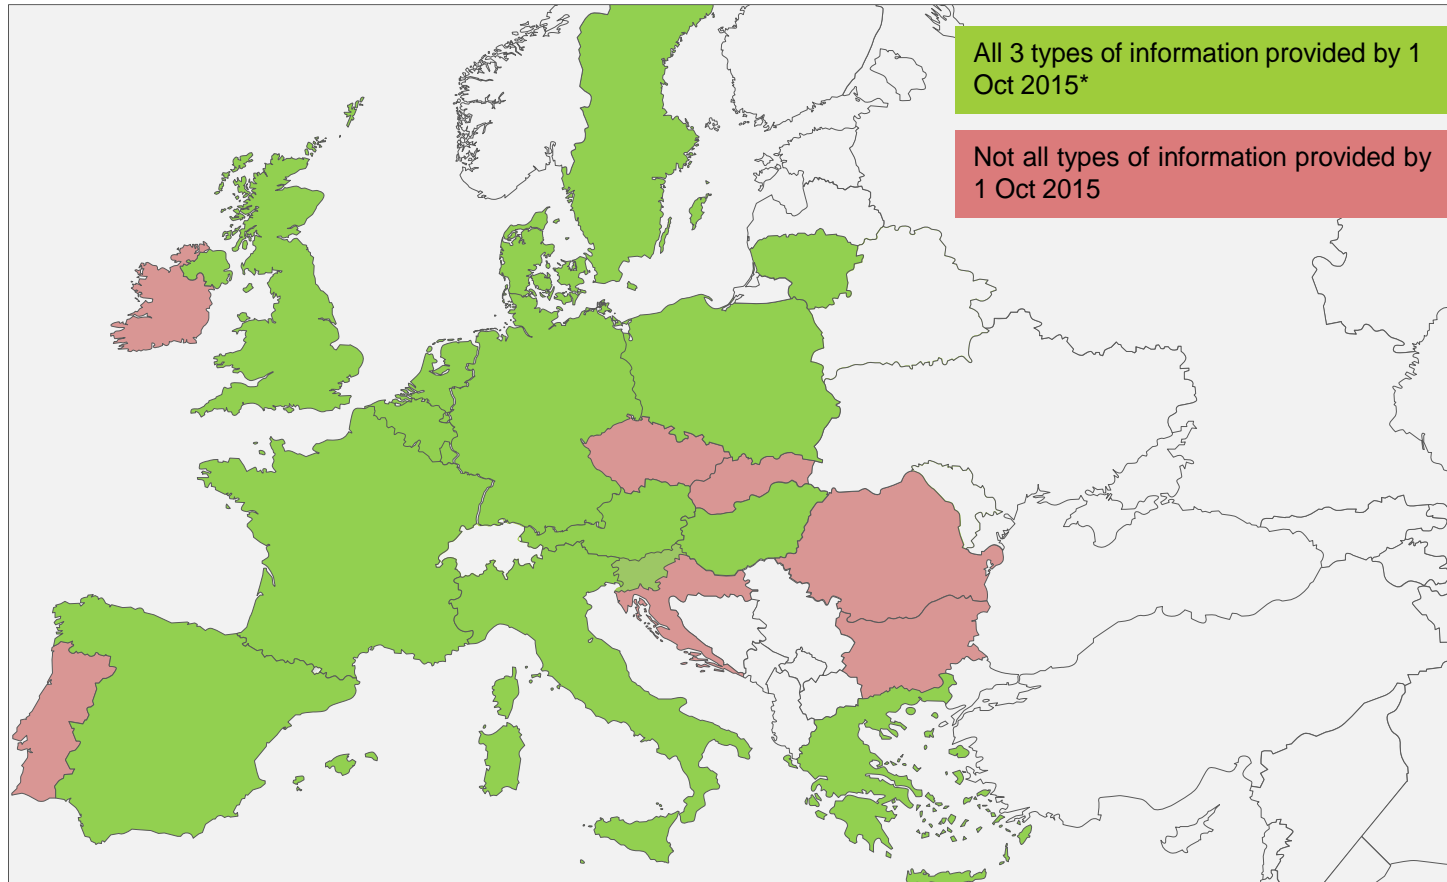 All 3 types of information provided by 1
Oct 2015*
Not all types of information provided by
1 Oct 2015